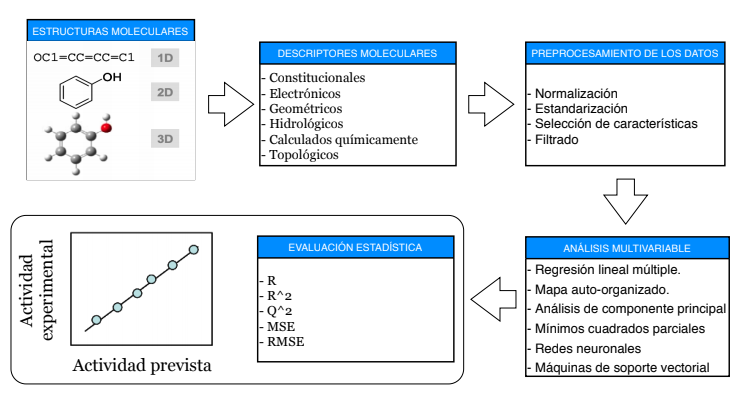 ESTRUCTURAS MOLECULARES
OC1=CC=CC=C1
1D
OH
2D
3D
DESCRIPTORES MOLECULARES
- Constitucionales
- Electrónicos
- Geométricos
- Hidrológicos
- Calculados químicamente
- Topológicos
PREPROCESAMIENTO DE LOS DATOS
- Normalización
- Estandarización
- Selección de características
- Filtrado
ANÁLISIS MULTIVARIABLE
- Regresión lineal múltiple.
- Mapa auto-organizado.
- Análisis de componente principal
- Mínimos cuadrados parciales
- Redes neuronales
- Máquinas de soporte vectorial
EVALUACIÓN ESTADÍSTICA
- R
- R^2
- Q^2
- MSE
- RMSE
Actividad
experimental
Actividad prevista